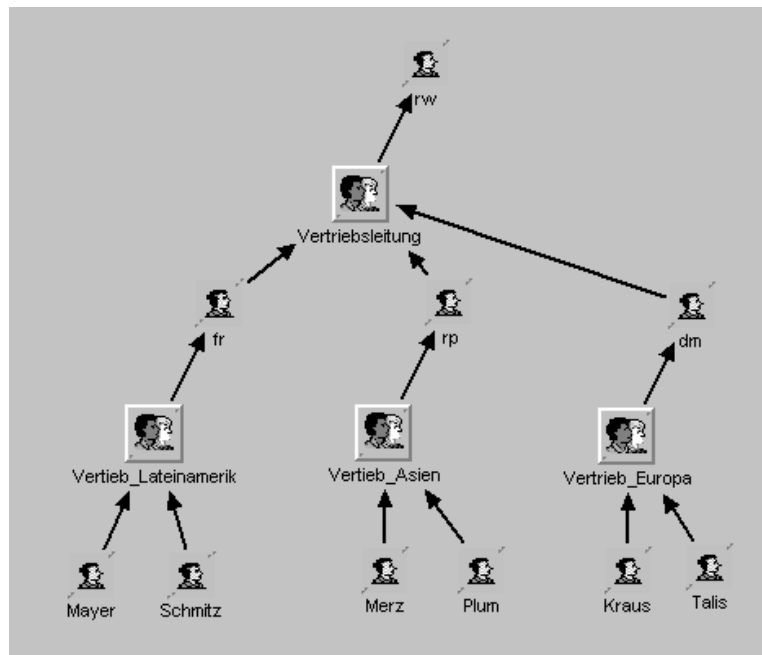 rw
Vertriebsleitung
fr
rp
dm
Vertieb_Lateinamerik
Vertieb_Asien
Vertrieb_Europa
Mayer
Schmitz
Merz
Plum
Kraus
Talis